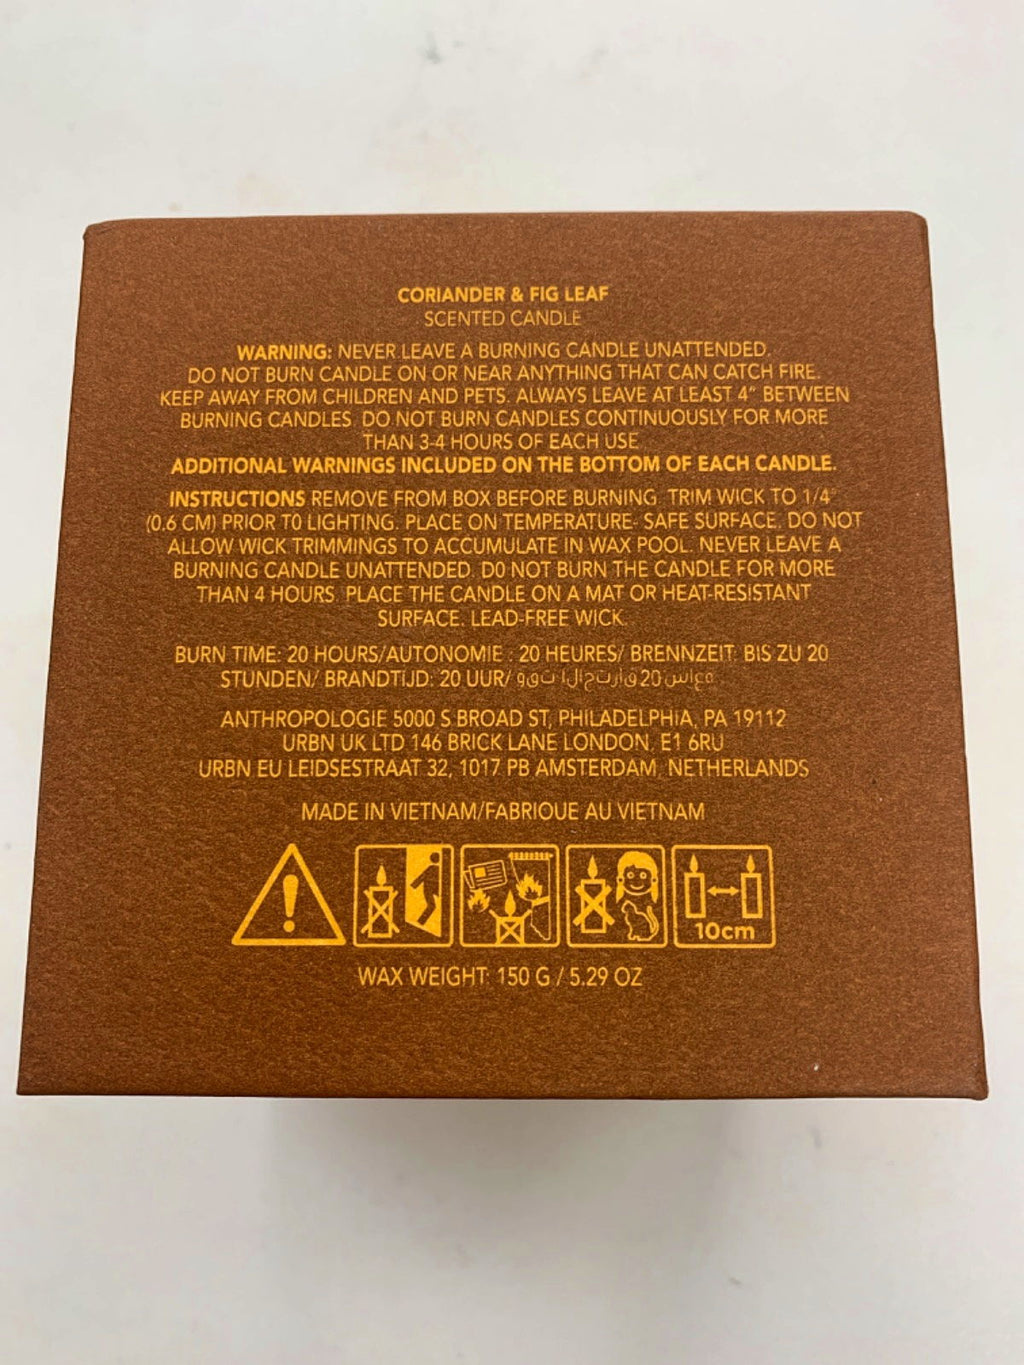 CORIANDER & FIG LEAF
SCENTED CANDLE
WARNING: NEVER LEAVE A BURNING CANDLE UNATTENDED.
DO NOT BURN CANDLE ON OR NEAR ANYTHING THAT CAN CATCH FIRE.
KEEP AWAY FROM CHILDREN AND PETS. ALWAYS LEAVE AT LEAST 4" BETWEEN
BURNING CANDLES. DO NOT BURN CANDLES CONTINUOUSLY FOR MORE
THAN 3-4 HOURS OF EACH USE
ADDITIONAL WARNINGS INCLUDED ON THE BOTTOM OF EACH CANDLE.
INSTRUCTIONS REMOVE FROM BOX BEFORE BURNING. TRIM WICK TO 1/4"
(0.6 CM) PRIOR TO LIGHTING. PLACE ON TEMPERATURE- SAFE SURFACE. DO NOT
ALLOW WICK TRIMMINGS TO ACCUMULATE IN WAX POOL. NEVER LEAVE A
BURNING CANDLE UNATTENDED. DO NOT BURN THE CANDLE FOR MORE
THAN 4 HOURS. PLACE THE CANDLE ON A MAT OR HEAT-RESISTANT
SURFACE. LEAD-FREE WICK.
BURN TIME: 20 HOURS/AUTONOMIE : 20 HEURES/ BRENNZEIT: BIS ZU 20
STUNDEN/ BRANDTIJD: 20 UUR/ 20
ANTHROPOLOGIE 5000 S.BROAD ST, PHILADELPHIA, PA 19112
URBN UK LTD 146 BRICK LANE LONDON, E1 6RU
URBN EU LEIDSESTRAAT 32, 1017 PB AMSTERDAM, NETHERLANDS
MADE IN VIETNAM/FABRIQUE AU VIETNAM
10cm
WAX WEIGHT: 150 G / 5.29 OZ